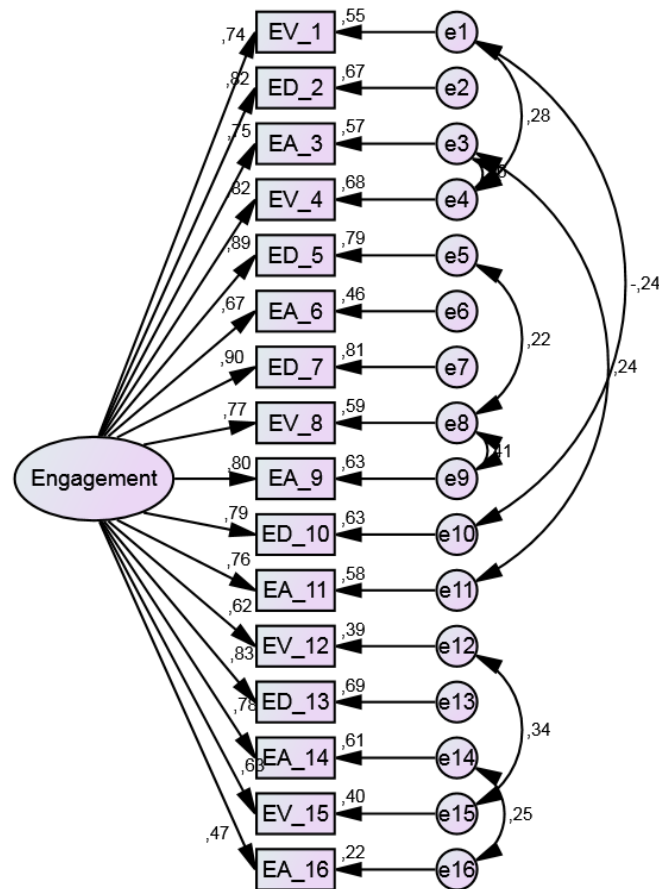 ,74 EV_1 ,55 e1
,82 ED_2 ,67 e2
,75 EA_3 ,57 e3 ,28
,82 EV_4 ,68 e4
,89 ED_5 ,79 e5 -,24
,67 EA_6 ,46 e6 ,22
,90 ED_7 ,81 e7 ,24
,77 EV_8 ,59 e8
Engagement ,80 EA_9 ,63 e9 ,41
,79 ED_10 ,63 e10
,76 EA_11 ,58 e11
,62 EV_12 ,39 e12
,83 ED_13 ,69 e13 ,34
,78 EA_14 ,61 e14
,63 EV_15 ,40 e15 ,25
,47 EA_16 ,22 e16